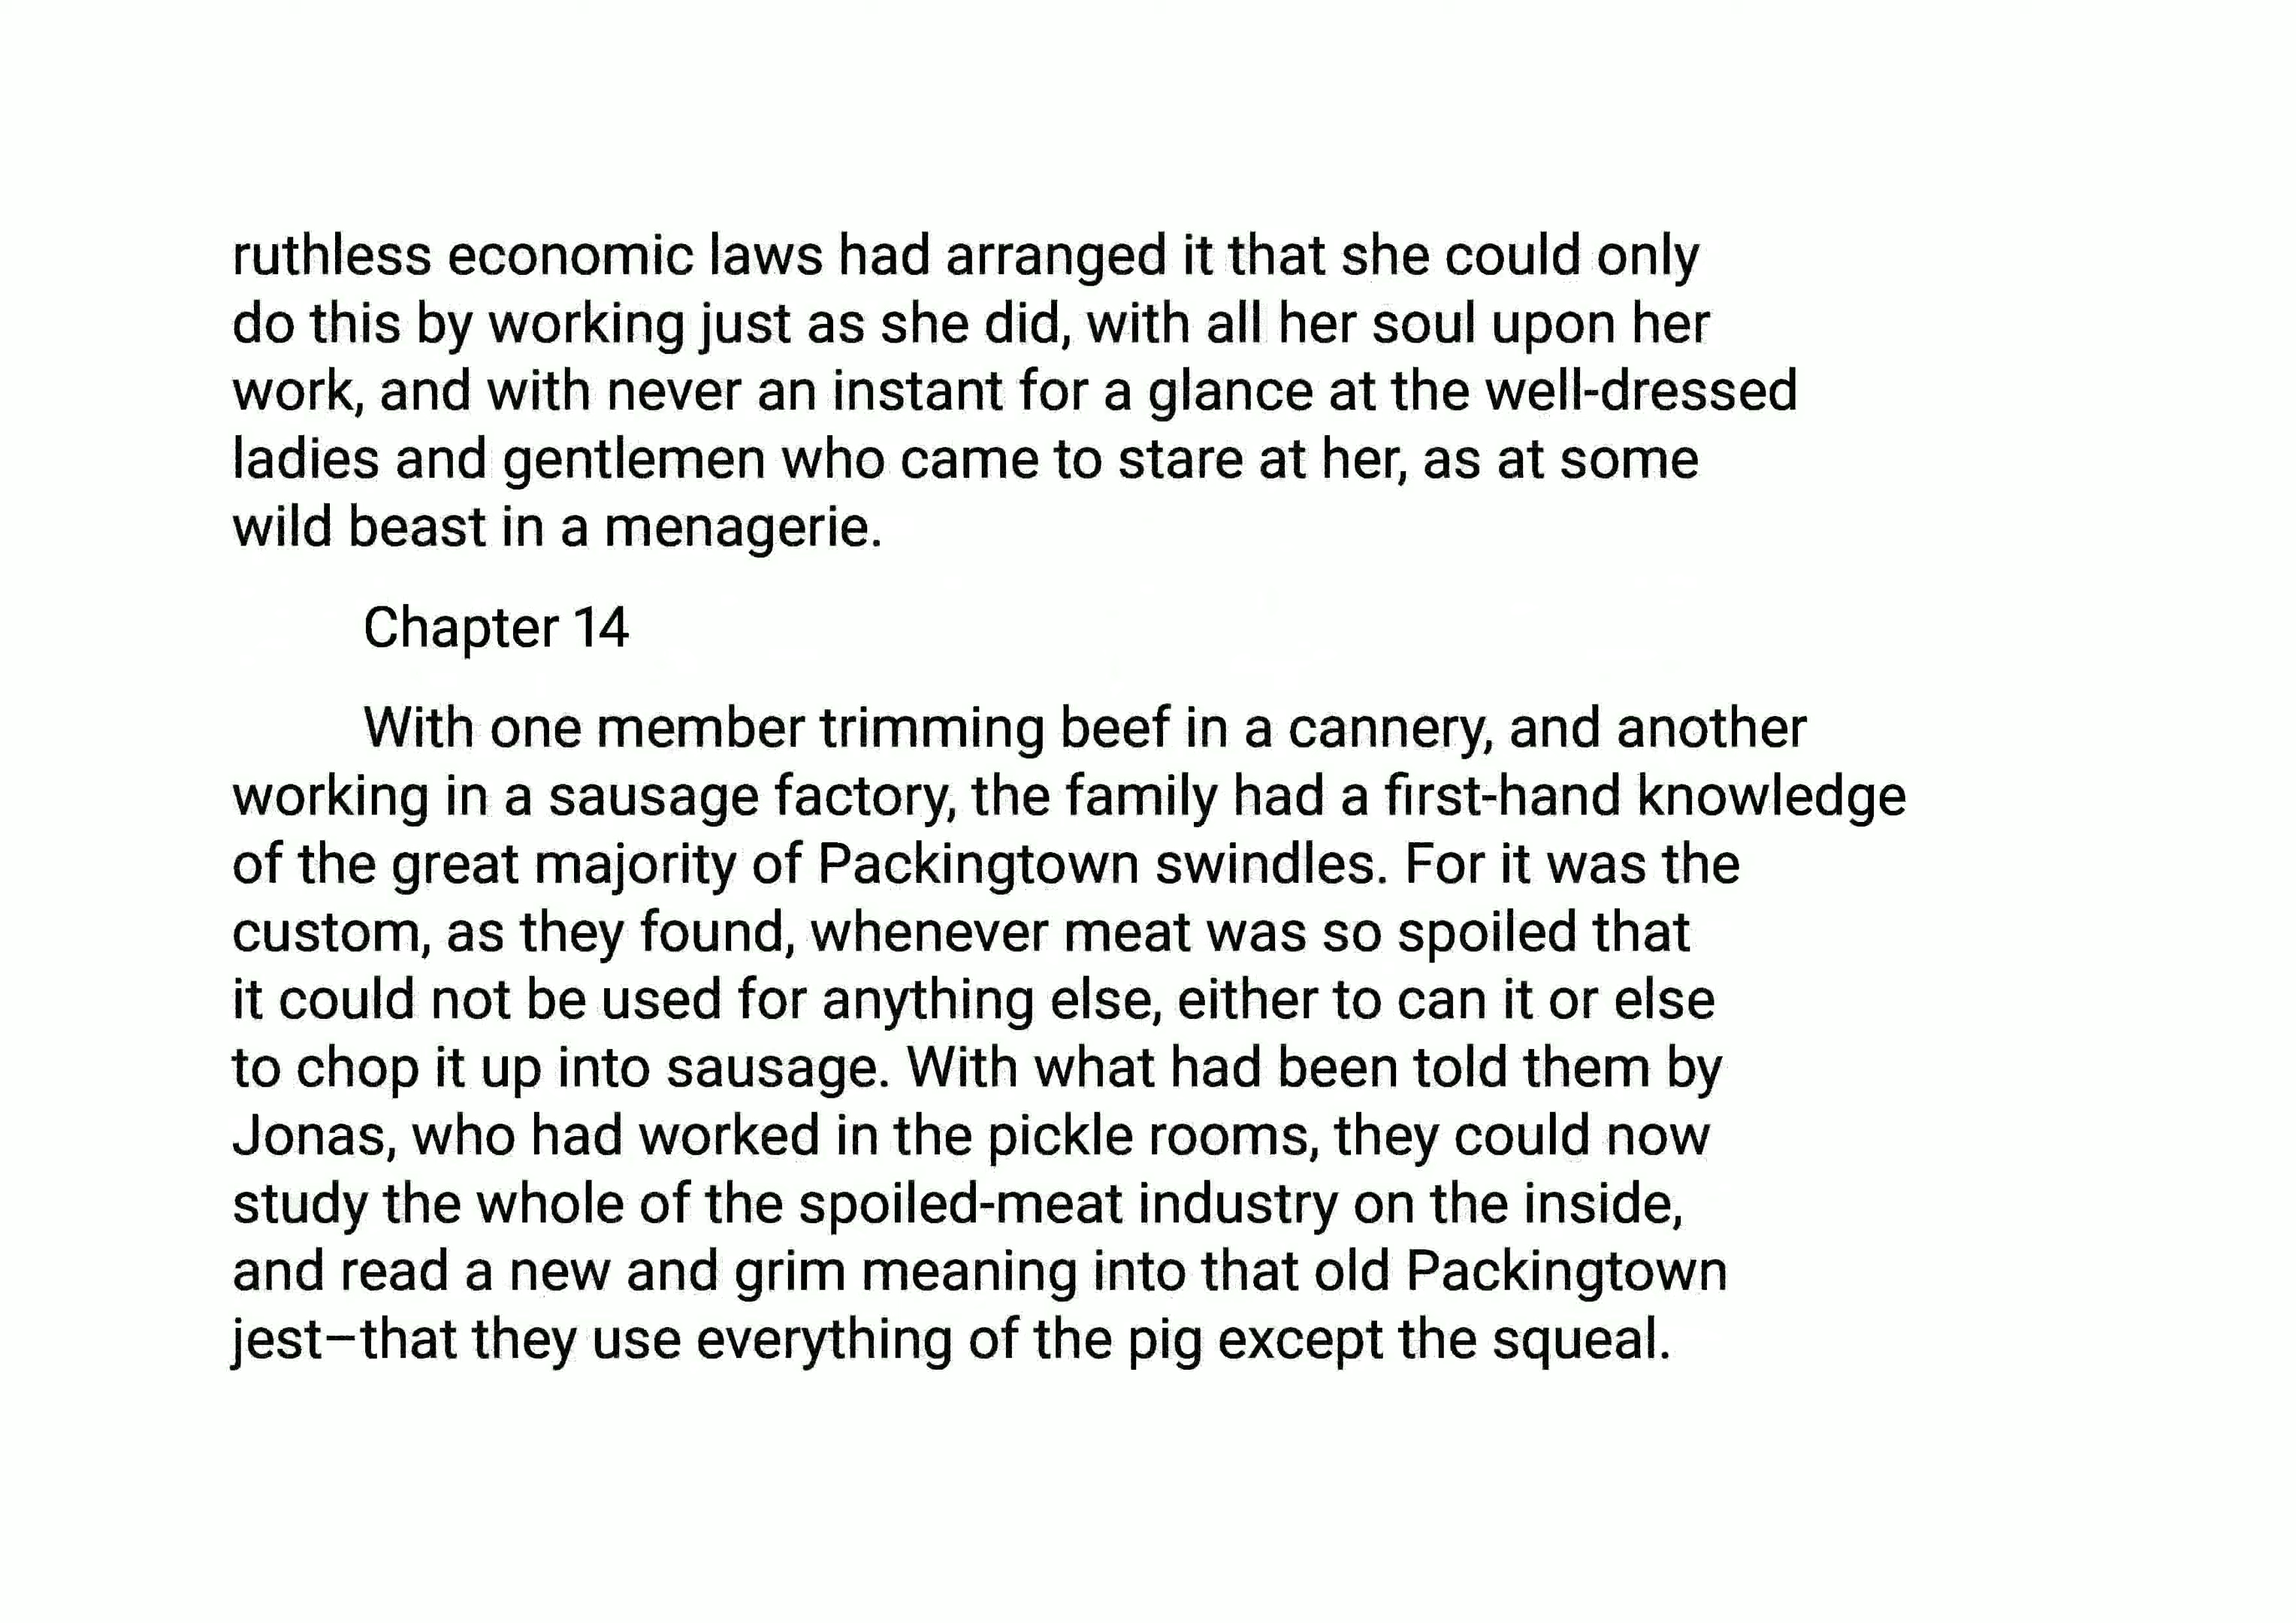 ruthless economic laws had arranged it that she could only
do this by working just as she did, with all her soul upon her
work, and with never an instant for a glance at the well-dressed
ladies and gentlemen who came to stare at her, as at some
wild beast in a menagerie.
Chapter 14
With one member trimming beef in a cannery, and another
working in a sausage factory, the family had a first-hand knowledge
of the great majority of Packingtown swindles. For it was the
custom, as they found, whenever meat was so spoiled that
it could not be used for anything else, either to can it or else
to chop it up into sausage. With what had been told them by
Jonas, who had worked in the pickle rooms, they could now
study the whole of the spoiled-meat industry on the inside,
and read a new and grim meaning into that old Packingtown
jest–that they use everything of the pig except the squeal.